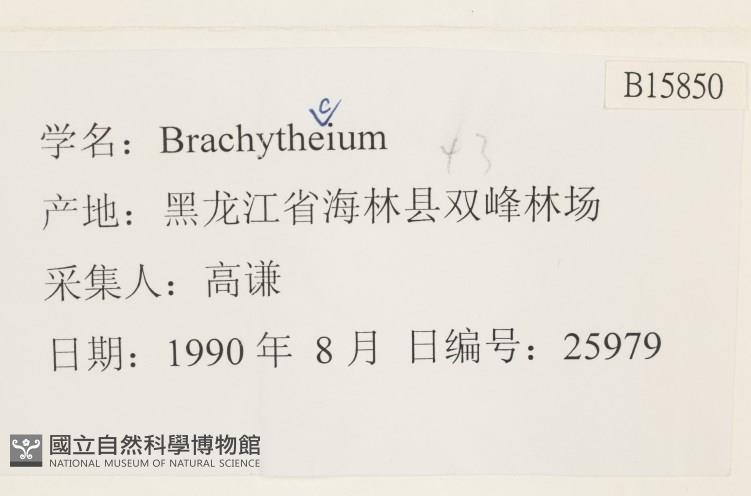 B15850
c
学名：Brachytheium
43
产地：黑龙江省海林县双峰林场
采集人：高谦
日期：1990 年 8 月 日编号：25979
國立自然科學博物館
NATIONAL MUSEUM OF NATURAL SCIENCE